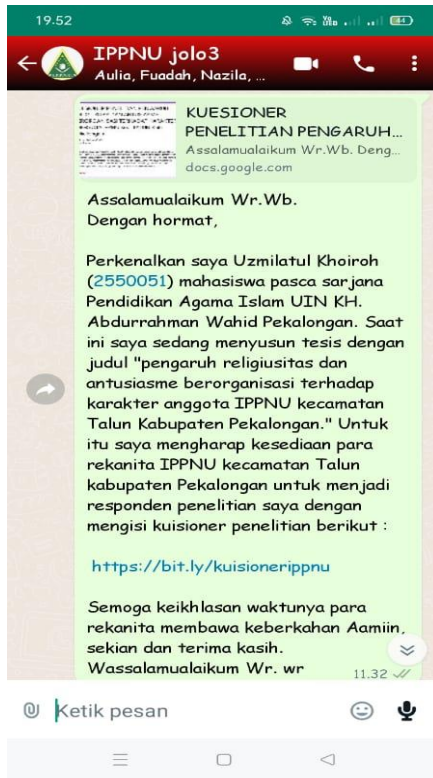 19.52
44
IPPNU jolo3
Aulia, Fuadah, Nazila, ...
KUESIONER
PENELITIAN PENGARUH...
Assalamualaikum Wr.Wb. Deng...
docs.google.com
Assalamualaikum Wr.Wb.
Dengan hormat,
Perkenalkan saya Uzmilatul Khoiroh
(2550051) mahasiswa pasca sarjana
Pendidikan Agama Islam UIN KH.
Abdurrahman Wahid Pekalongan. Saat
ini saya sedang menyusun tesis dengan
judul "pengaruh religiusitas dan
antusiasme berorganisasi terhadap
karakter anggota IPPNU kecamatan
Talun Kabupaten Pekalongan." Untuk
itu saya mengharap kesediaan para
rekanita IPPNU kecamatan Talun
kabupaten Pekalongan untuk menjadi
responden penelitian saya dengan
mengisi kuisioner penelitian berikut :
https://bit.ly/kuisionerippnu
Semoga keikhlasan waktunya para
rekanita membawa keberkahan Aamiin,
sekian dan terima kasih.
Wassalamualaikum Wr. wr
11.32
Ketik pesan